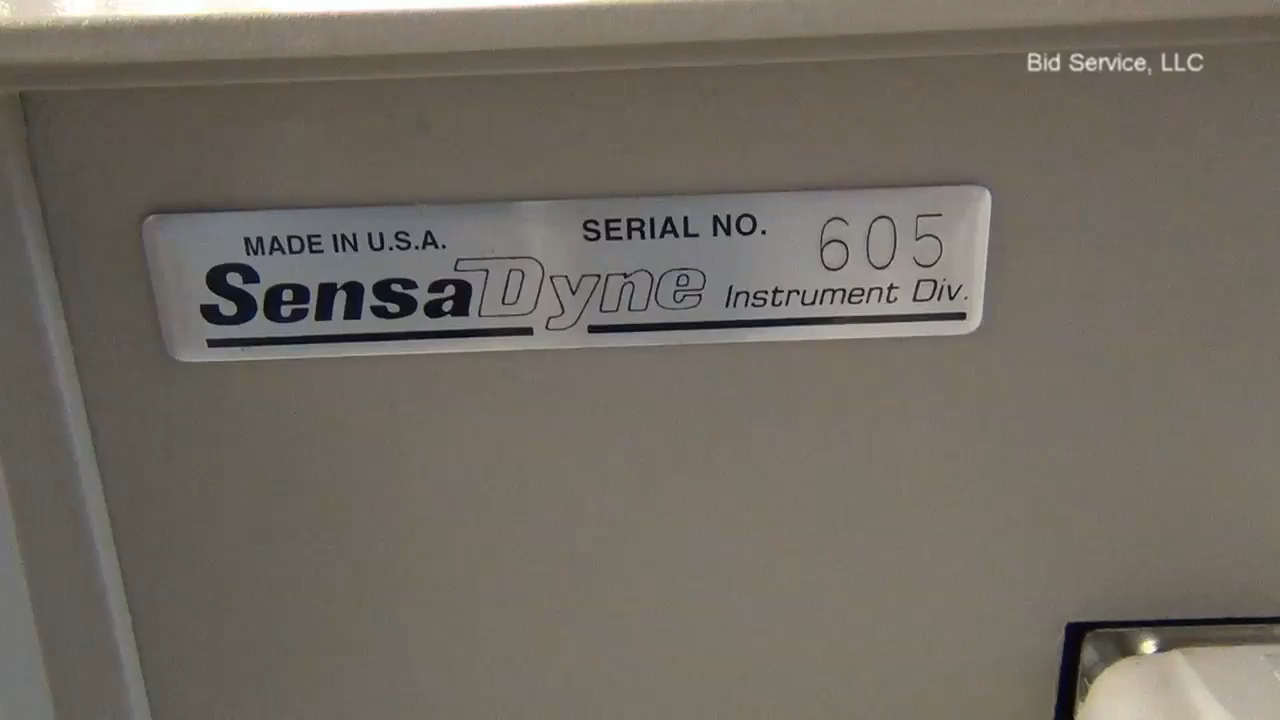 Bid Service, LLC
MADE IN U.S.A. SERIAL NO. 605
SensaDyne Instrument Div.